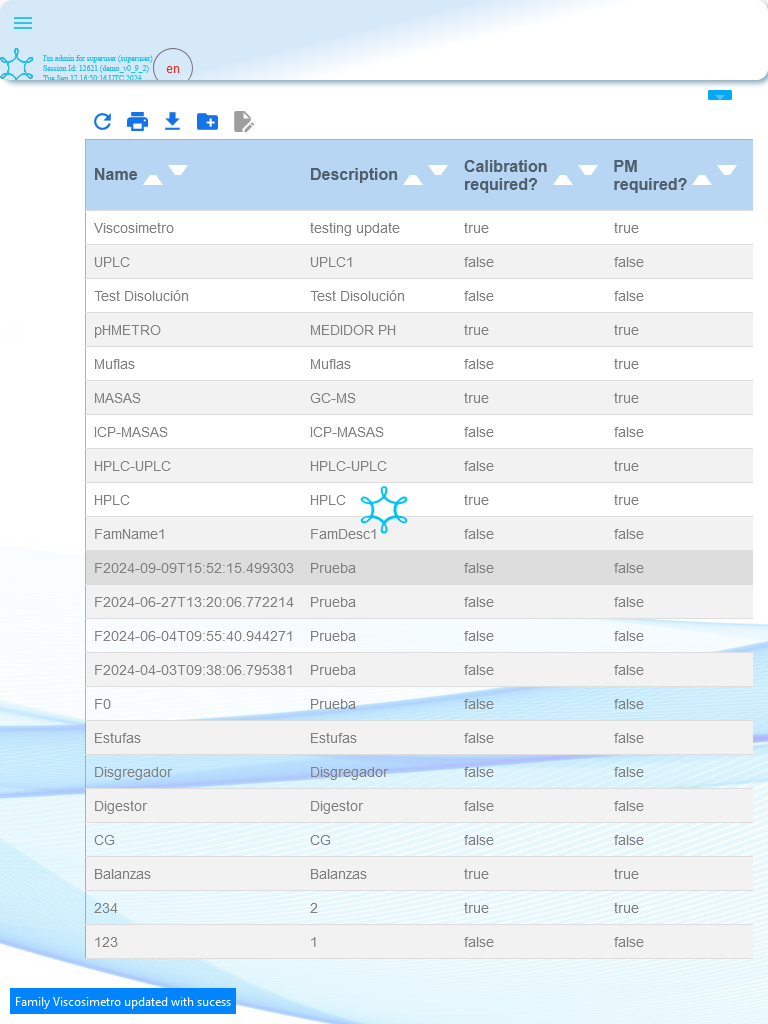 I'm admin for superuser (superuser)
Session Id: 12621 (demo_v0_9_2)
Tue Sep 17 16:50:16 UTC 2024
en
Name Description Calibration required? PM required?
Viscosimetro testing update true true
UPLC UPLC1 false false
Test Disolución Test Disolución false false
pHMETRO MEDIDOR PH true true
Muflas Muflas false true
MASAS GC-MS true true
ICP-MASAS ICP-MASAS false false
HPLC-UPLC HPLC-UPLC false true
HPLC HPLC true true
FamName1 FamDesc1 false false
F2024-09-09T15:52:15.499303 Prueba false false
F2024-06-27T13:20:06.772214 Prueba false false
F2024-06-04T09:55:40.944271 Prueba false false
F2024-04-03T09:38:06.795381 Prueba false false
F0 Prueba false false
Estufas Estufas false false
Disgregador Disgregador false false
Digestor Digestor false false
CG CG false false
Balanzas Balanzas true true
234 2 true true
123 1 false false
Family Viscosimetro updated with sucess